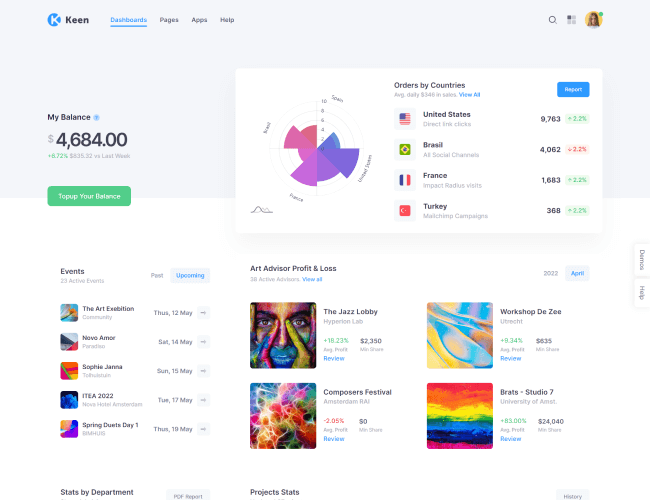 Keen
Dashboards Pages Apps Help
My Balance
$ 4,684.00
+6.72% $835.32 vs Last Week
Topup Your Balance
Spain
10
8
6
4
2
0
Brasil
United States
France
Orders by Countries
Avg. daily $346 in sales. View All
Report
United States
Direct link clicks
9,763 2.2%
Brasil
All Social Channels
4,062 2.2%
France
Impact Radius visits
1,683 2.2%
Turkey
Mailchimp Campaigns
368 2.2%
Demos
Help
Events
23 Active Events
Past Upcoming
The Art Exebition
Community
Thus, 12 May
Novo Amor
Paradiso
Sat, 14 May
Sophie Janna
Tolhuistuin
Sun, 15 May
ITEA 2022
Nova Hotel Amsterdam
Tue, 17 May
Spring Duets Day 1
BIMHUIS
Thus, 19 May
Art Advisor Profit & Loss
38 Active Advisors. View all
2022 April
The Jazz Lobby
Hyperion Lab
+18.23% $2,350
Avg. Profit Min Share
Review
Workshop De Zee
Utrecht
+9.34% $635
Avg. Profit Min Share
Review
Composers Festival
Amsterdam RAI
-2.05% $0
Avg. Profit Min Share
Review
Brats - Studio 7
University of Amst.
+83.00% $24,040
Avg. Profit Min Share
Review
Stats by Department
PDF Report
Projects Stats
History